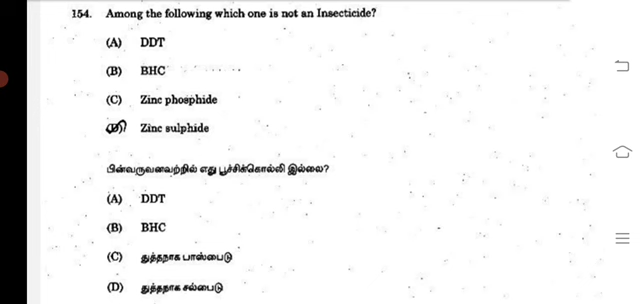 154. Among the following which one is not an Insecticide?
(A) DDT
(B) BHC
(C) Zinc phosphide
(D) Zinc sulphide
பின்வருவனவற்றில் எது பூச்சிக்கொல்லி இல்லை?
(A) DDT
(B) BHC
(C) துத்தநாக பாஸ்பைடு
(D) துத்தநாக சல்பைடு